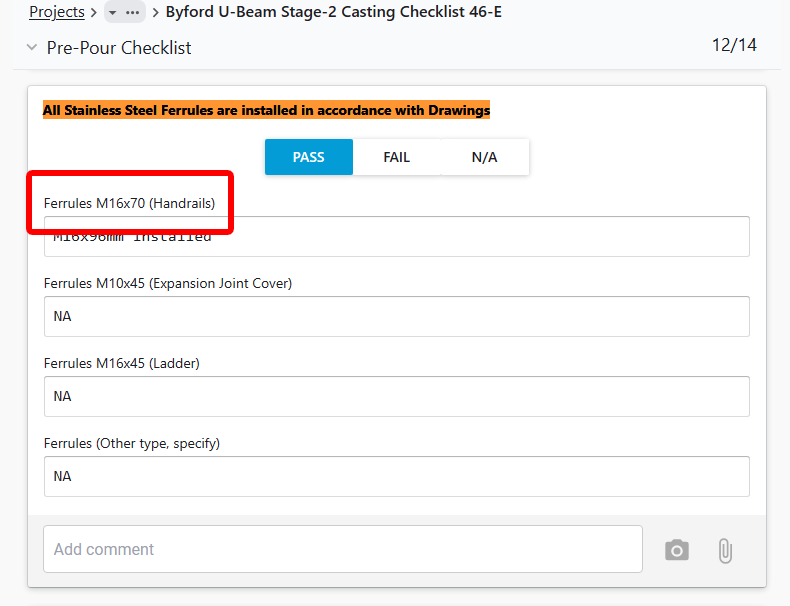 Projects > ... > Byford U-Beam Stage-2 Casting Checklist 46-E
Pre-Pour Checklist 12/14
All Stainless Steel Ferrules are installed in accordance with Drawings
PASS FAIL N/A
Ferrules M16x70 (Handrails)
M16x96mm installed
Ferrules M10x45 (Expansion Joint Cover)
NA
Ferrules M16x45 (Ladder)
NA
Ferrules (Other type, specify)
NA
Add comment